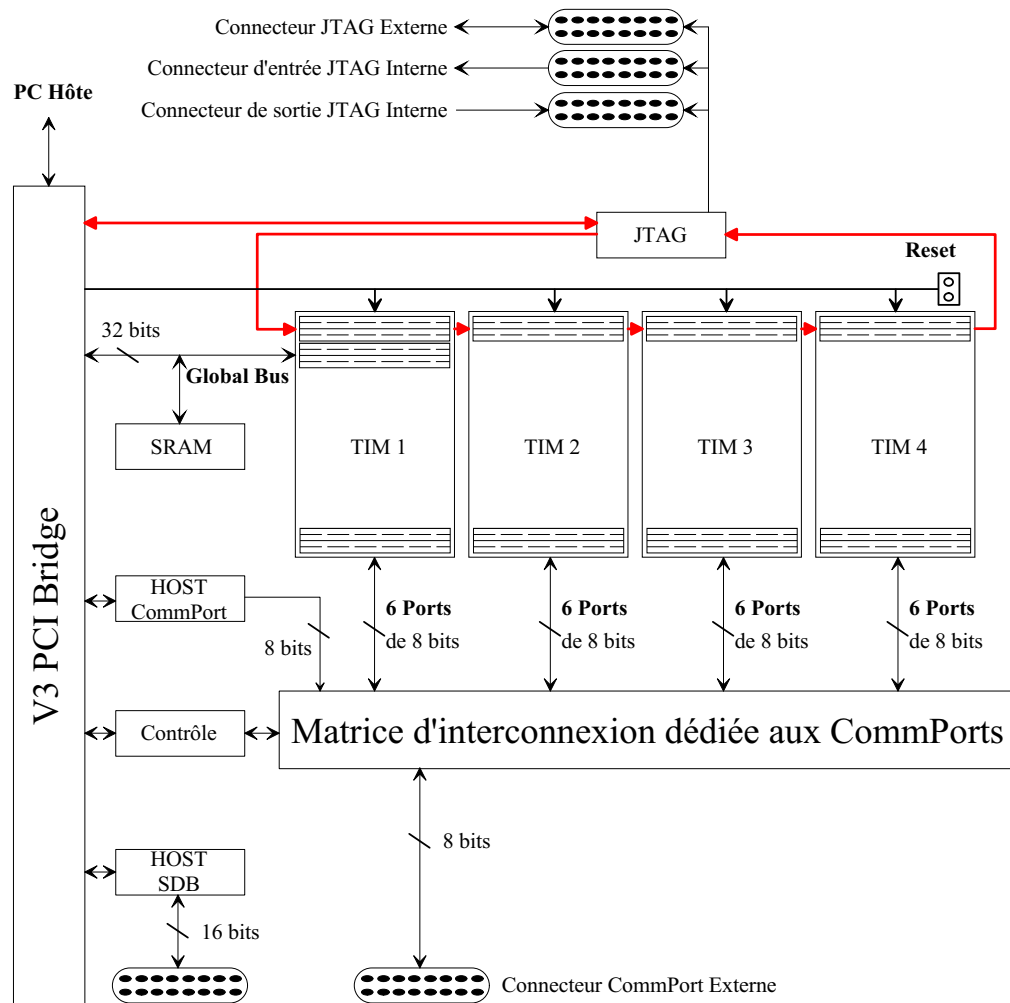 Connecteur JTAG Externe
Connecteur d'entrée JTAG Interne
Connecteur de sortie JTAG Interne
PC Hôte
JTAG
Reset
32 bits
Global Bus
SRAM
TIM 1
TIM 2
TIM 3
TIM 4
V3 PCI Bridge
HOST
CommPort
8 bits
6 Ports
de 8 bits
6 Ports
de 8 bits
6 Ports
de 8 bits
6 Ports
de 8 bits
Contrôle
Matrice d'interconnexion dédiée aux CommPorts
8 bits
HOST
SDB
16 bits
Connecteur CommPort Externe